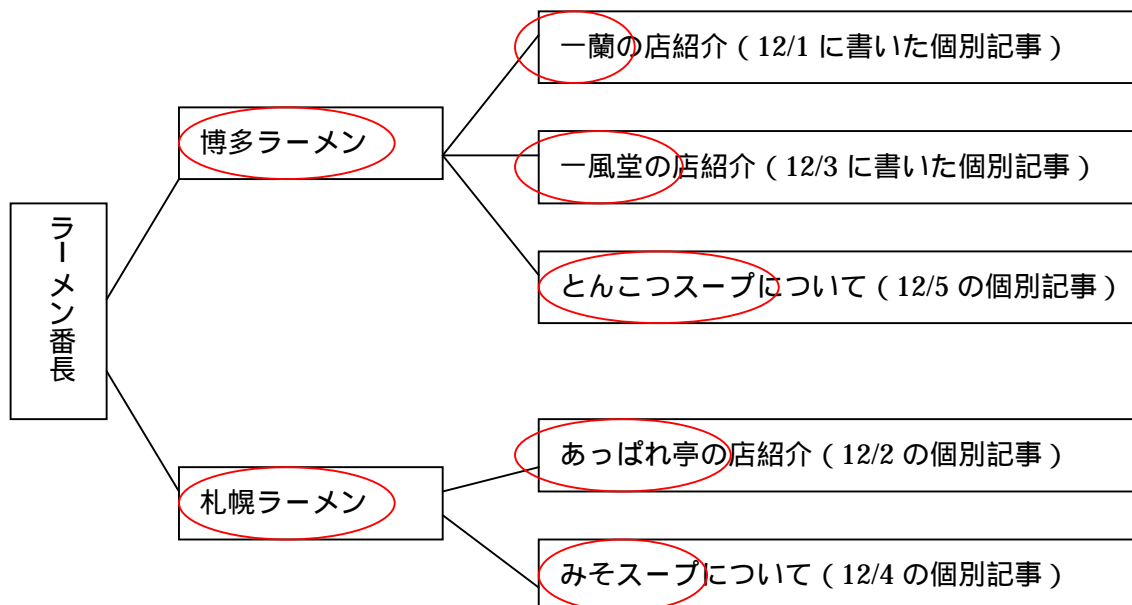 ラーメン番長
博多ラーメン
一蘭の店紹介（12/1 に書いた個別記事）
一風堂の店紹介（12/3 に書いた個別記事）
とんこつスープについて（12/5 の個別記事）
札幌ラーメン
あっぱれ亭の店紹介（12/2 の個別記事）
みそスープについて（12/4 の個別記事）